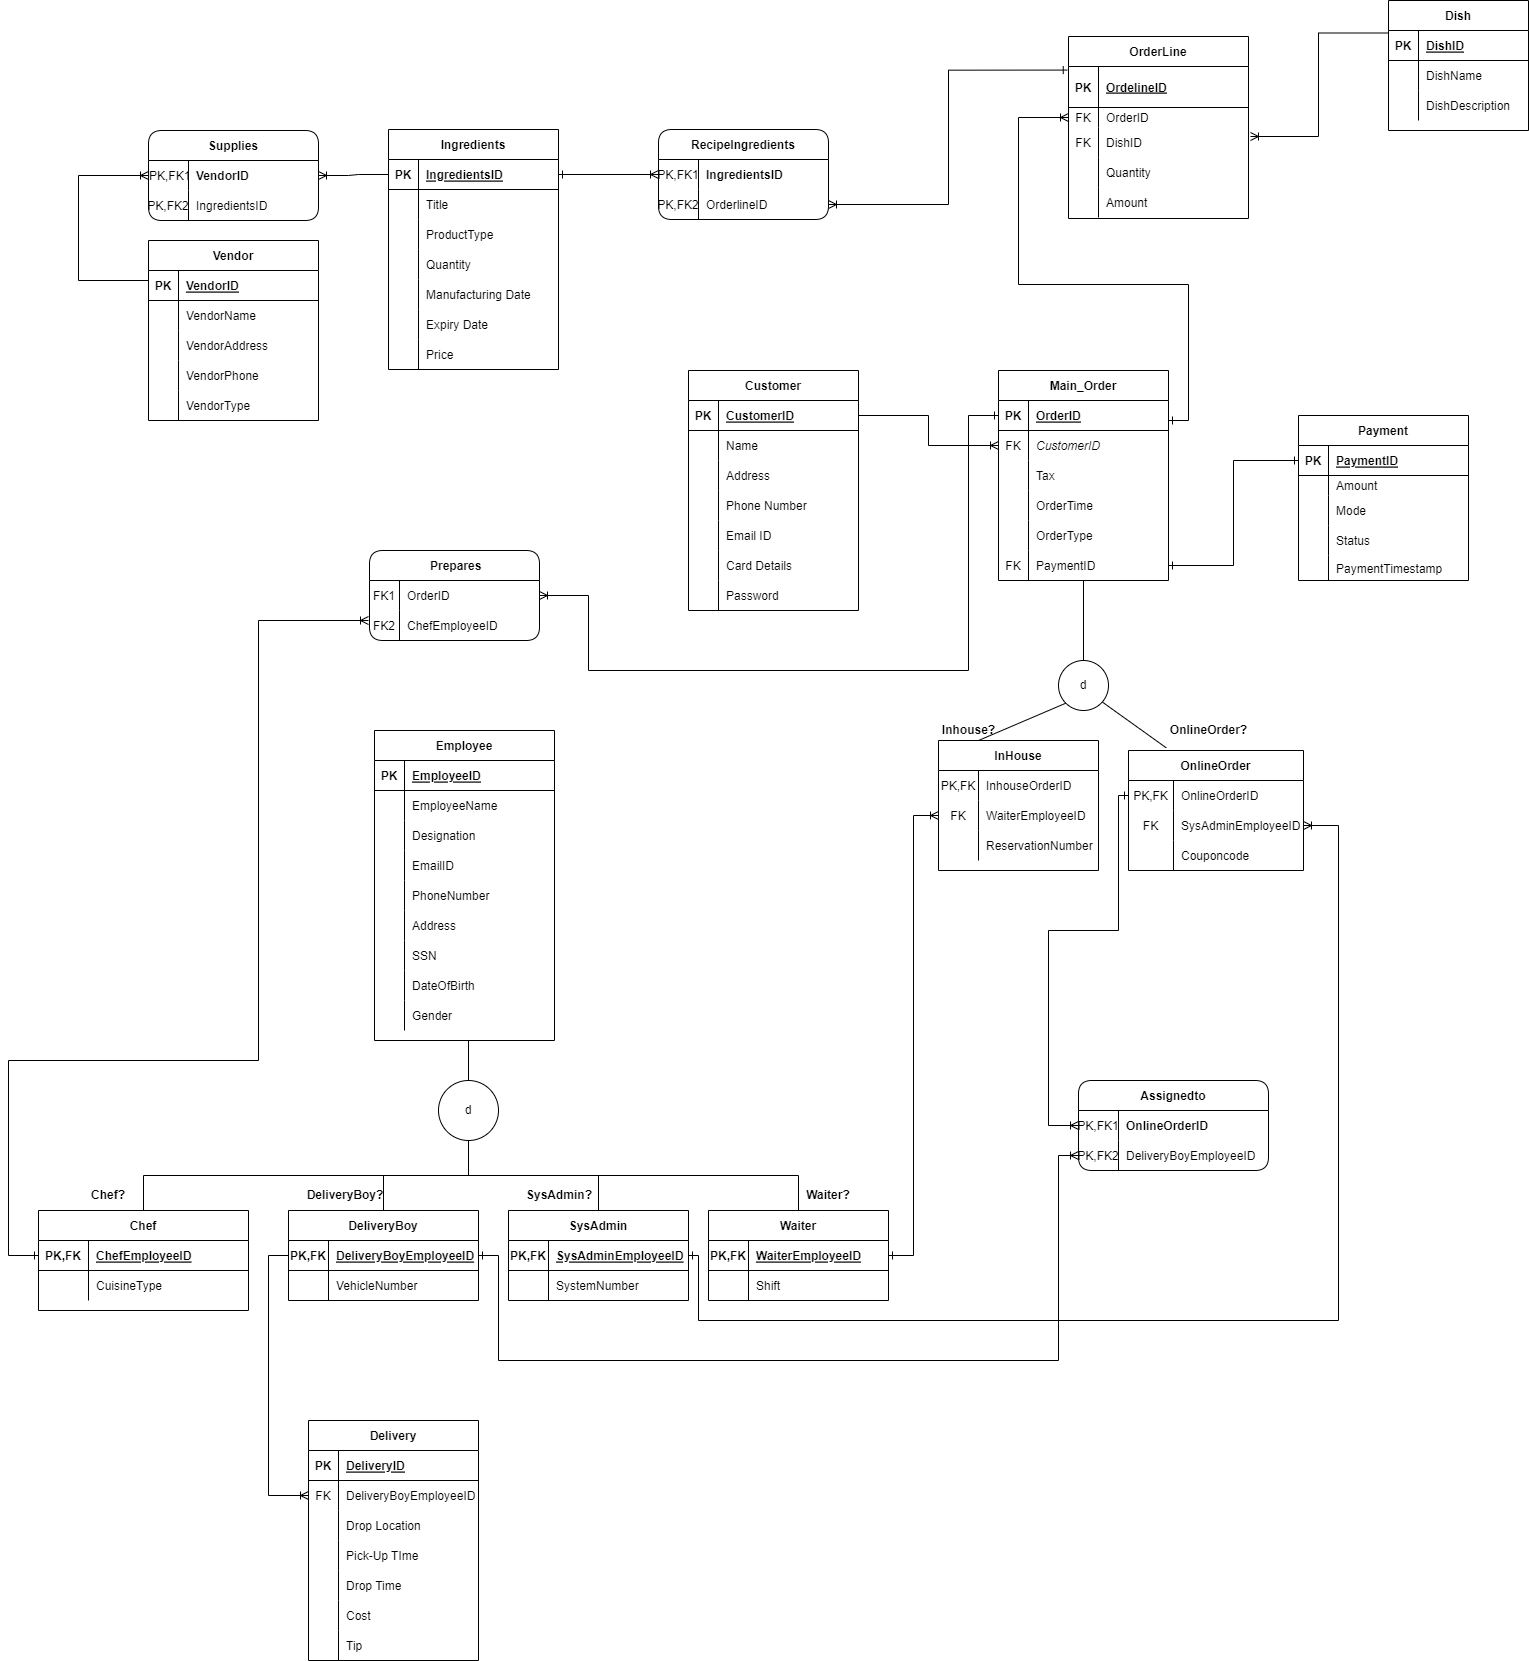 Dish
PK DishID
DishName
DishDescription
OrderLine
PK OrdelineID
FK OrderID
FK DishID
Quantity
Amount
Supplies
PK,FK1 VendorID
PK,FK2 IngredientsID
Ingredients
PK IngredientsID
Title
ProductType
Quantity
Manufacturing Date
Expiry Date
Price
RecipeIngredients
PK,FK1 IngredientsID
PK,FK2 OrderlineID
Vendor
PK VendorID
VendorName
VendorAddress
VendorPhone
VendorType
Customer
PK CustomerID
Name
Address
Phone Number
Email ID
Card Details
Password
Main_Order
PK OrderID
FK CustomerID
Tax
OrderTime
OrderType
FK PaymentID
Payment
PK PaymentID
Amount
Mode
Status
PaymentTimestamp
Prepares
FK1 OrderID
FK2 ChefEmployeeID
d
Inhouse?
OnlineOrder?
InHouse
PK,FK InhouseOrderID
FK WaiterEmployeeID
ReservationNumber
OnlineOrder
PK,FK OnlineOrderID
FK SysAdminEmployeeID
Couponcode
Employee
PK EmployeeID
EmployeeName
Designation
EmailID
PhoneNumber
Address
SSN
DateOfBirth
Gender
d
Assignedto
PK,FK1 OnlineOrderID
PK,FK2 DeliveryBoyEmployeeID
Chef?
DeliveryBoy?
SysAdmin?
Waiter?
Chef
PK,FK ChefEmployeeID
CuisineType
DeliveryBoy
PK,FK DeliveryBoyEmployeeID
VehicleNumber
SysAdmin
PK,FK SysAdminEmployeeID
SystemNumber
Waiter
PK,FK WaiterEmployeeID
Shift
Delivery
PK DeliveryID
FK DeliveryBoyEmployeeID
Drop Location
Pick-Up TIme
Drop Time
Cost
Tip